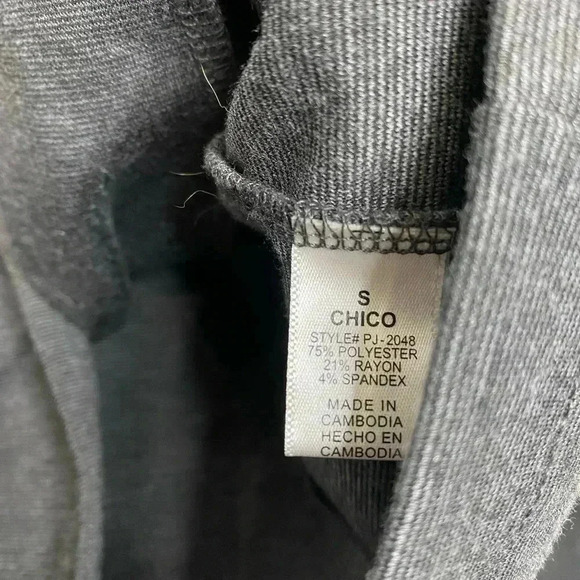 S
CHICO
STYLE# PJ-2048
75% POLYESTER
21% RAYON
4% SPANDEX
MADE IN
CAMBODIA
HECHO EN
CAMBODIA